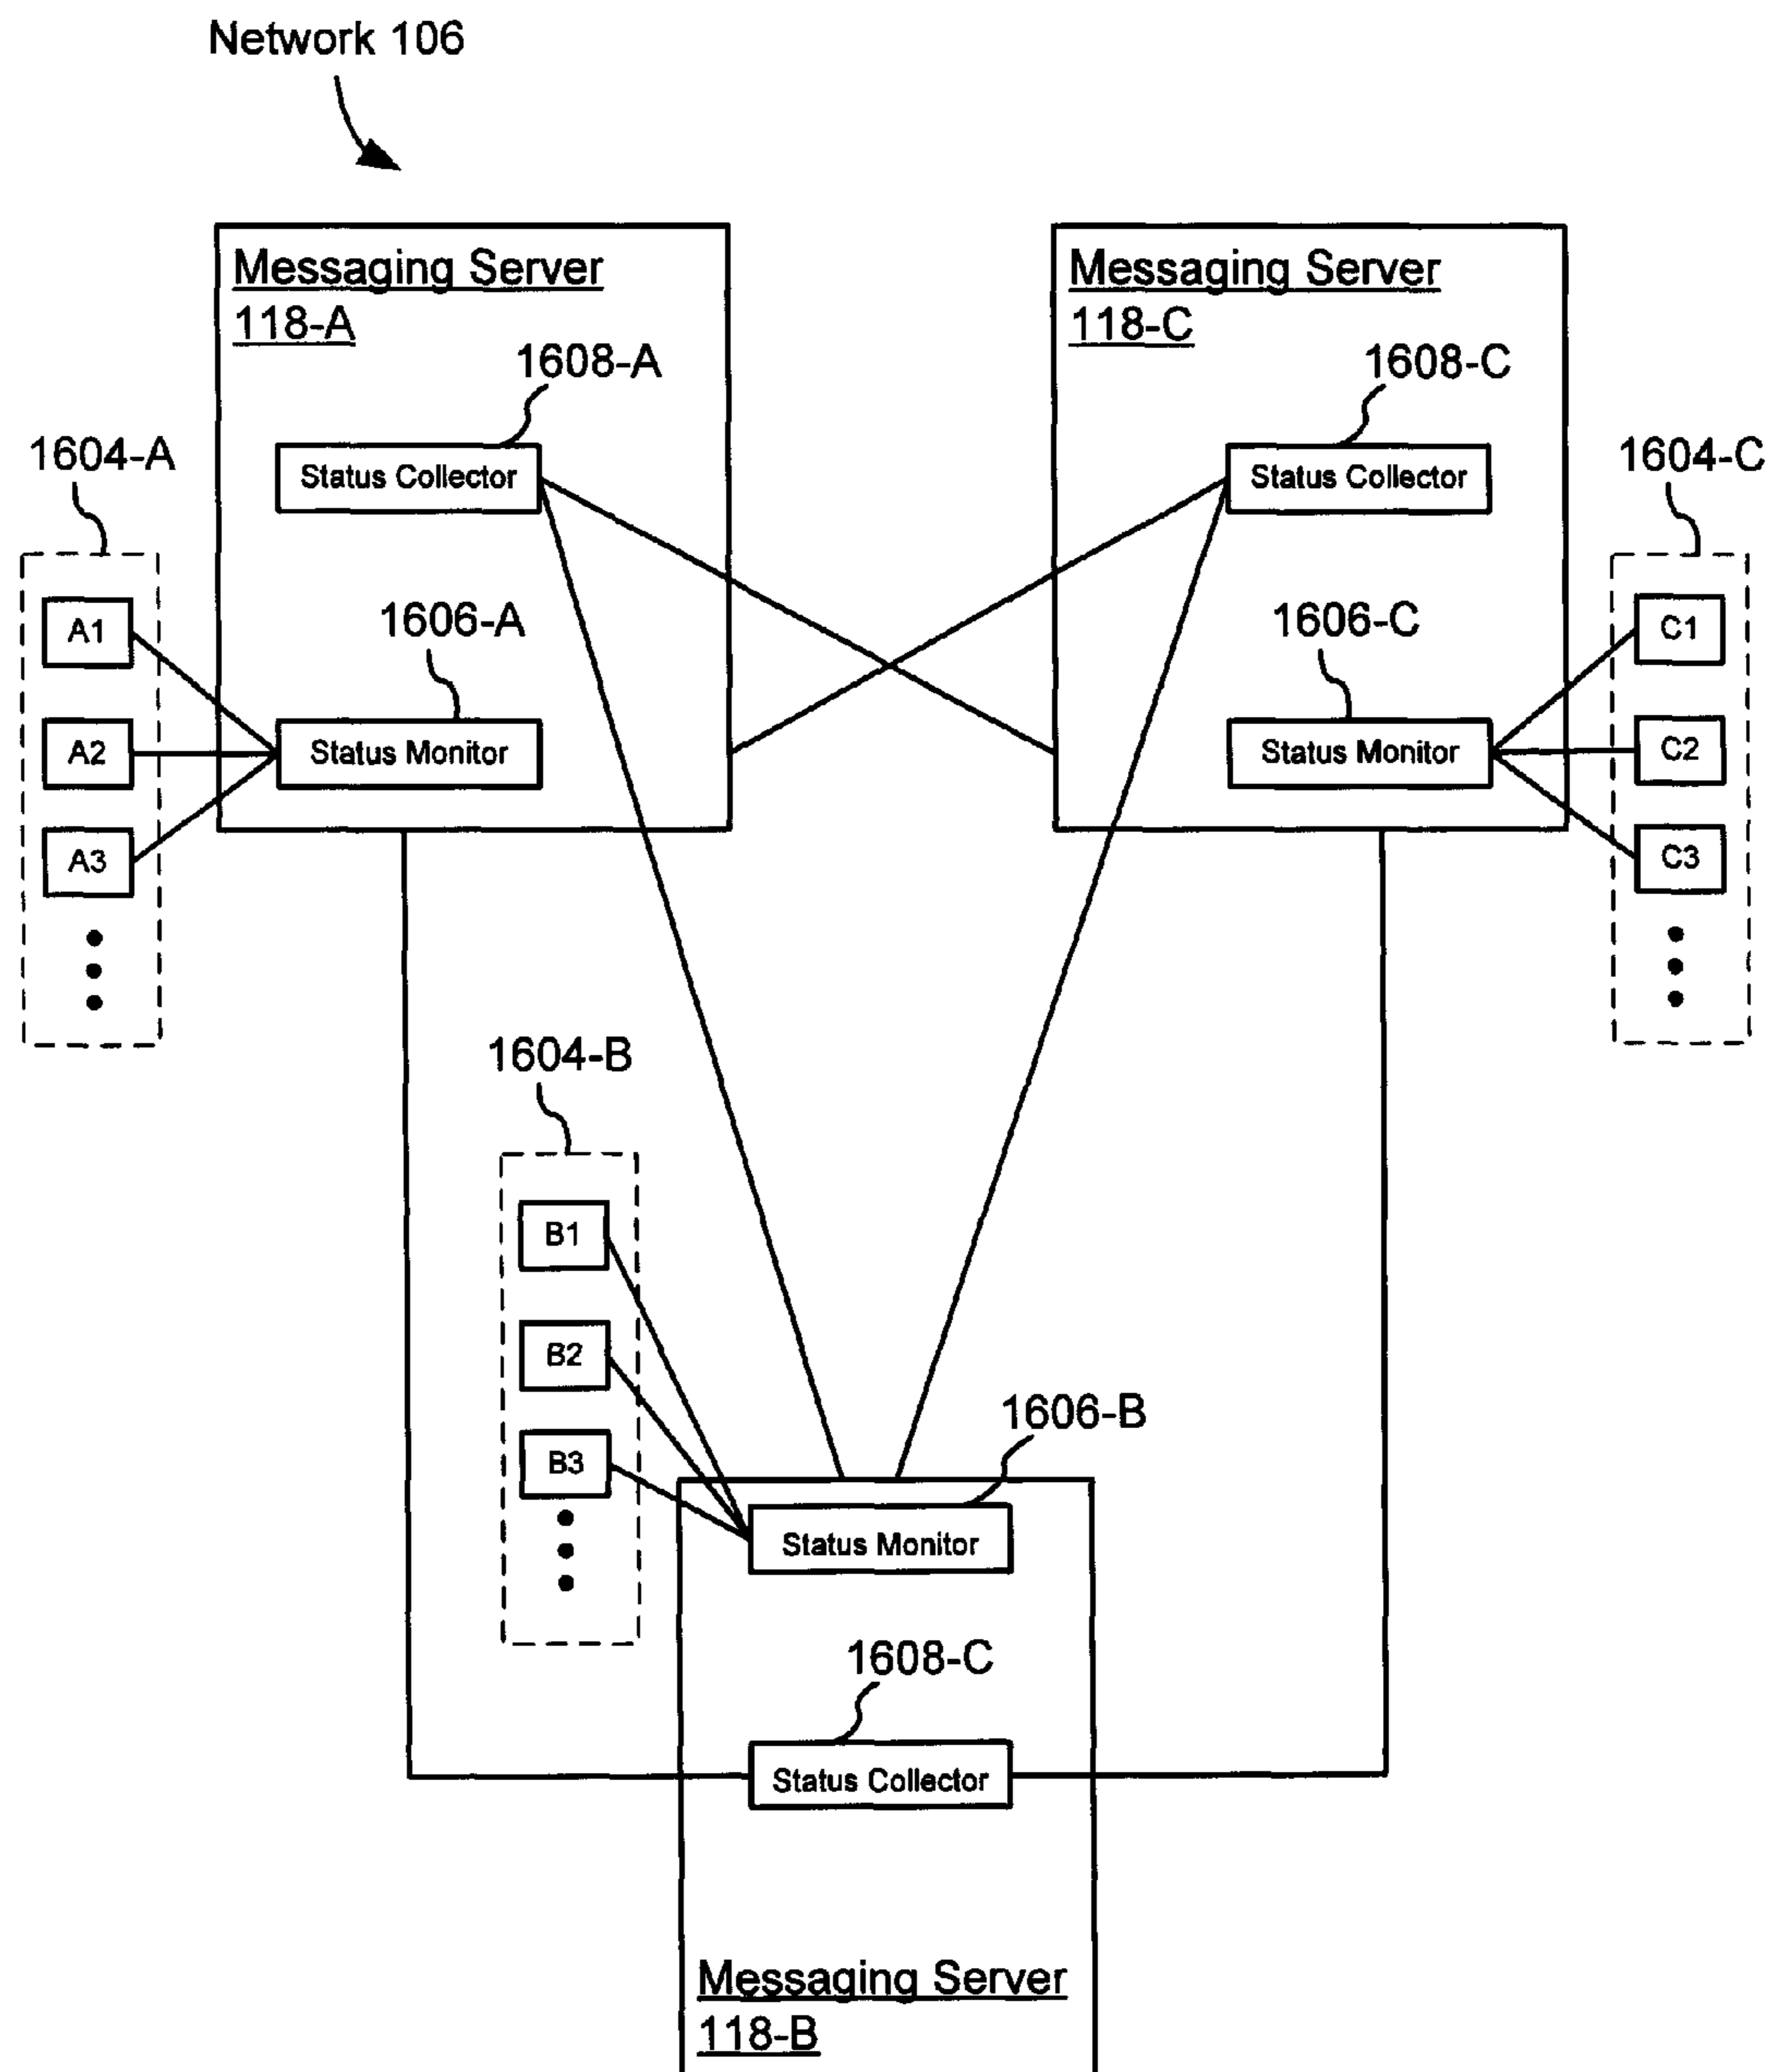 Network 106
Messaging Server
118-A
1608-A
Status Collector
1604-A
1606-A
A1
A2
A3
Status Monitor
Messaging Server
118-C
1608-C
Status Collector
1604-C
1606-C
Status Monitor
C1
C2
C3
1604-B
B1
B2
B3
1606-B
Status Monitor
1608-C
Status Collector
Messaging Server
118-B